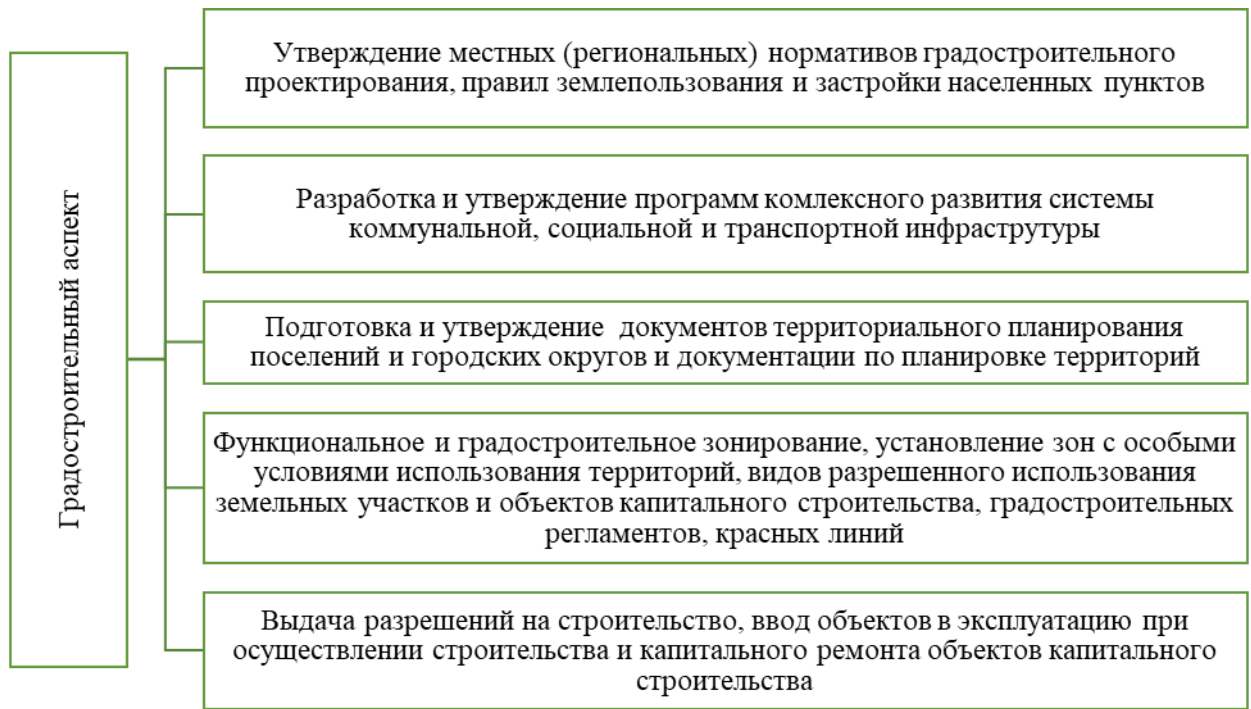 Градостроительный аспект
Утверждение местных (региональных) нормативов градостроительного
проектирования, правил землепользования и застройки населенных пунктов
Разработка и утверждение программ комлексного развития системы
коммунальной, социальной и транспортной инфраструтуры
Подготовка и утверждение документов территориального планирования
поселений и городских округов и документации по планировке территорий
Функциональное и градостроительное зонирование, установление зон с особыми
условиями использования территорий, видов разрешенного использования
земельных участков и объектов капитального строительства, градостроительных
регламентов, красных линий
Выдача разрешений на строительство, ввод объектов в эксплуатацию при
осуществлении строительства и капитального ремонта объектов капитального
строительства